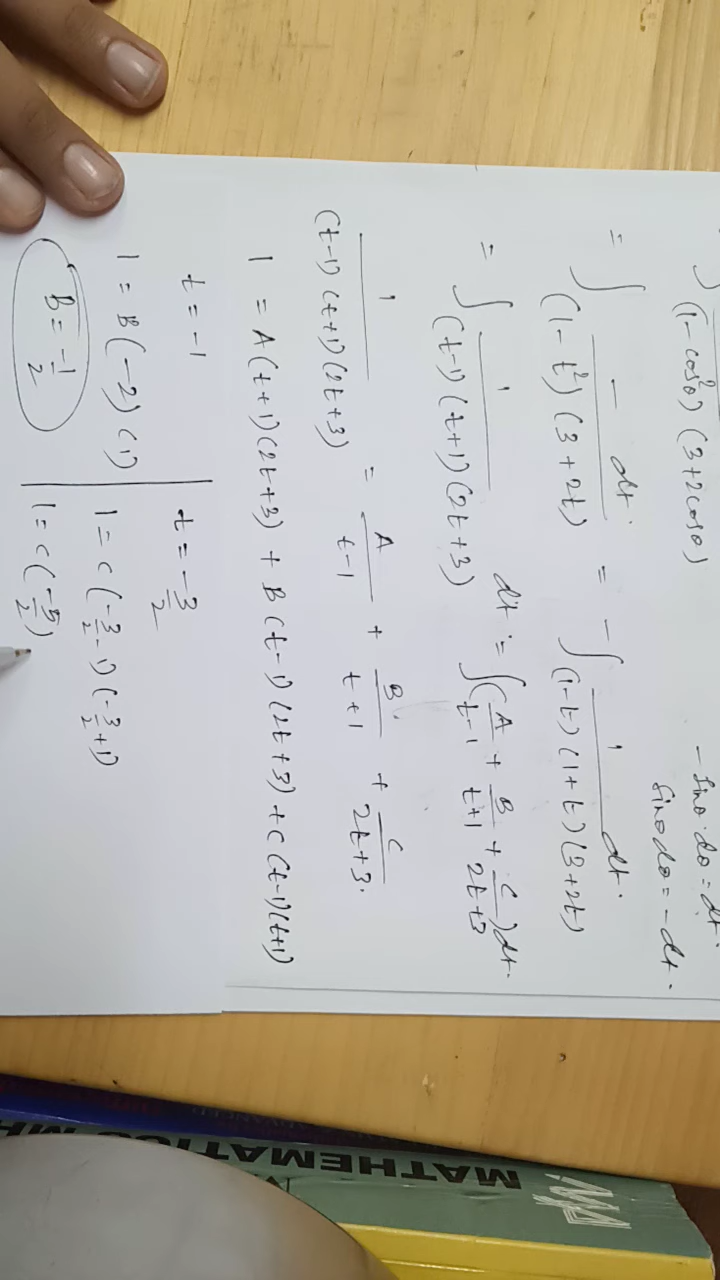 ∫ (1-cos²θ) (3+2cosθ)
-sinθ·dθ = dt
sinθ dθ = -dt.
= ∫ -dt. / (1-t²) (3+2t) = - ∫ 1 / (1-t) (1+t) (3+2t) dt.
= ∫ 1 / (t-1) (t+1) (2t+3) dt = ∫ (A/t-1 + B/t+1 + C/2t+3) dt.
1 / (t-1) (t+1) (2t+3) = A/t-1 + B/t+1 + C/2t+3.
1 = A(t+1) (2t+3) + B(t-1) (2t+3) + C(t-1)(t+1)
t = -1
1 = B(-2) (1)
B = -1/2
t = -3/2
1 = C(-3/2 -1) (-3/2 +1)
1 = C(-5/2)
MATHEMATICS